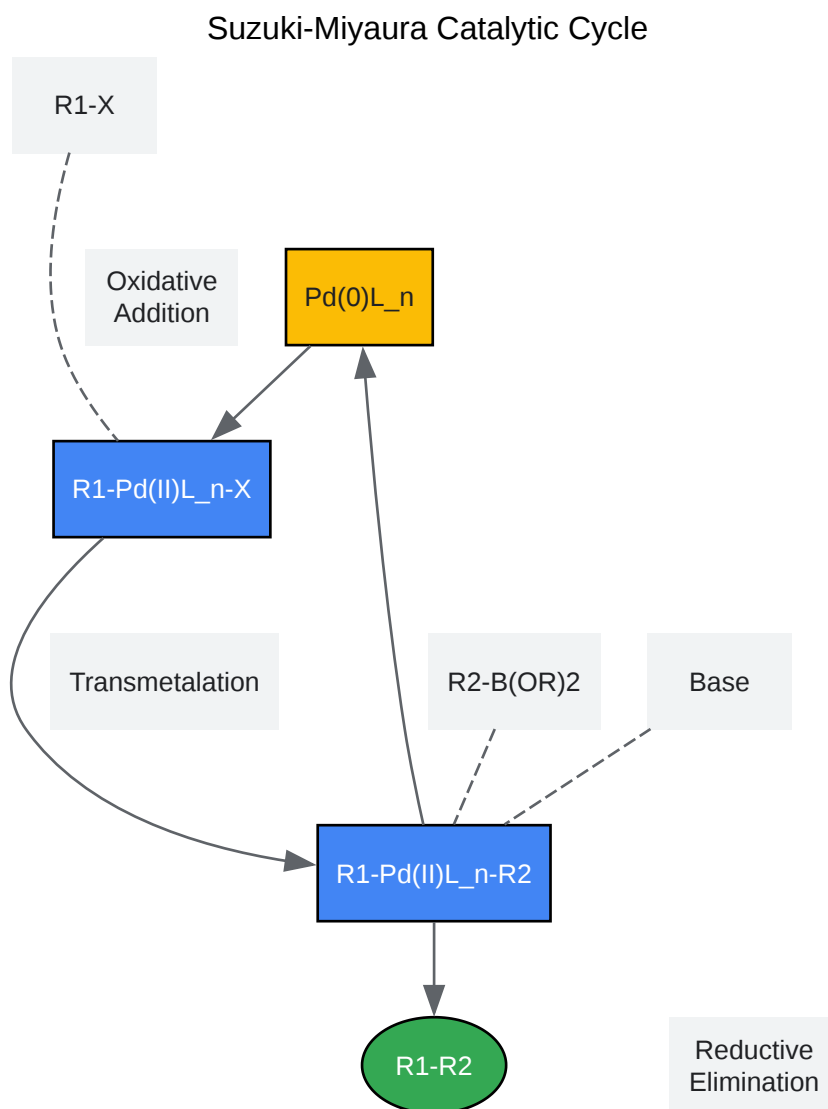 Suzuki-Miyaura Catalytic Cycle
R1-X
Oxidative
Addition
Pd(0)L_n
R1-Pd(II)L_n-X
Transmetalation
R2-B(OR)2
Base
R1-Pd(II)L_n-R2
R1-R2
Reductive
Elimination